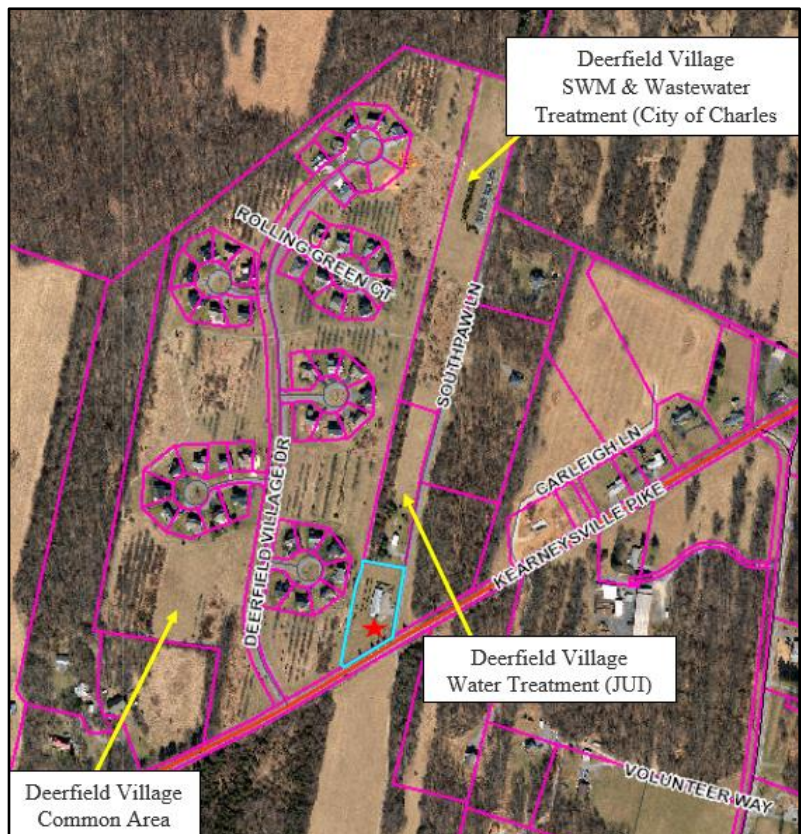 Deerfield Village
SWM & Wastewater
Treatment (City of Charles
ROLLING GREEN CT
SOUTHPAW LN
CARLEIGH LN
KEARNEYSVILLE PIKE
DEERFIELD VILLAGE DR
Deerfield Village
Water Treatment (JUI)
VOLUNTEER WAY
Deerfield Village
Common Area